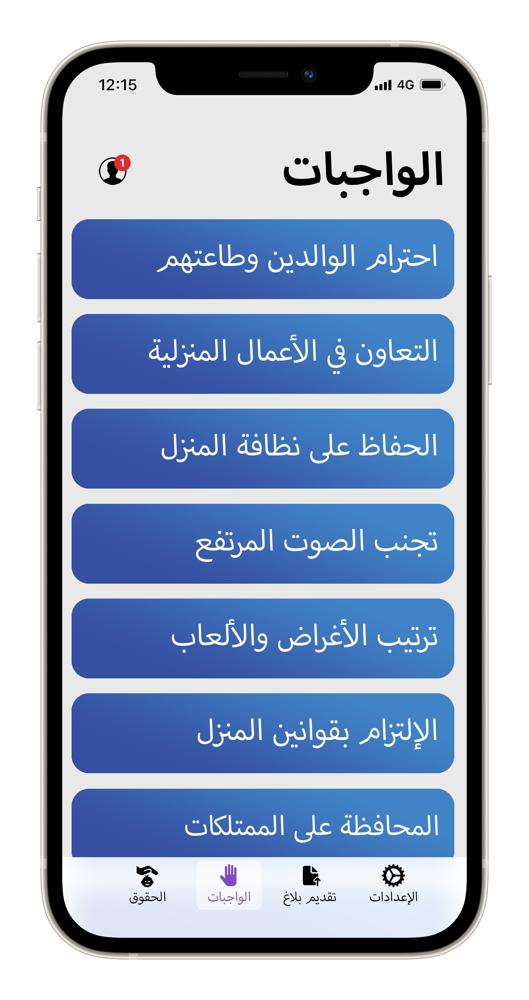 12:15
4G
الواجبات
1
احترام الوالدين وطاعتهم
التعاون في الأعمال المنزلية
الحفاظ على نظافة المنزل
تجنب الصوت المرتفع
ترتيب الأغراض والألعاب
الإلتزام بقوانين المنزل
المحافظة على الممتلكات
الإعدادات
تقديم بلاغ
الواجبات
الحقوق